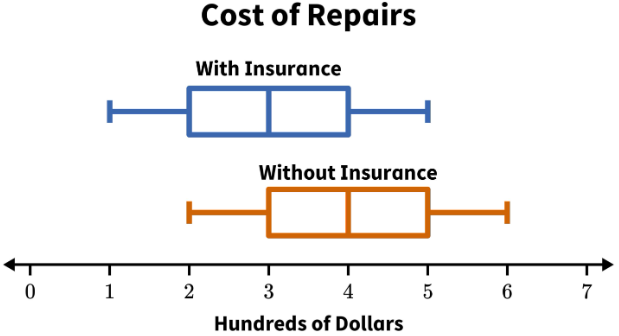 Cost of Repairs
With Insurance
Without Insurance
0 1 2 3 4 5 6 7
Hundreds of Dollars